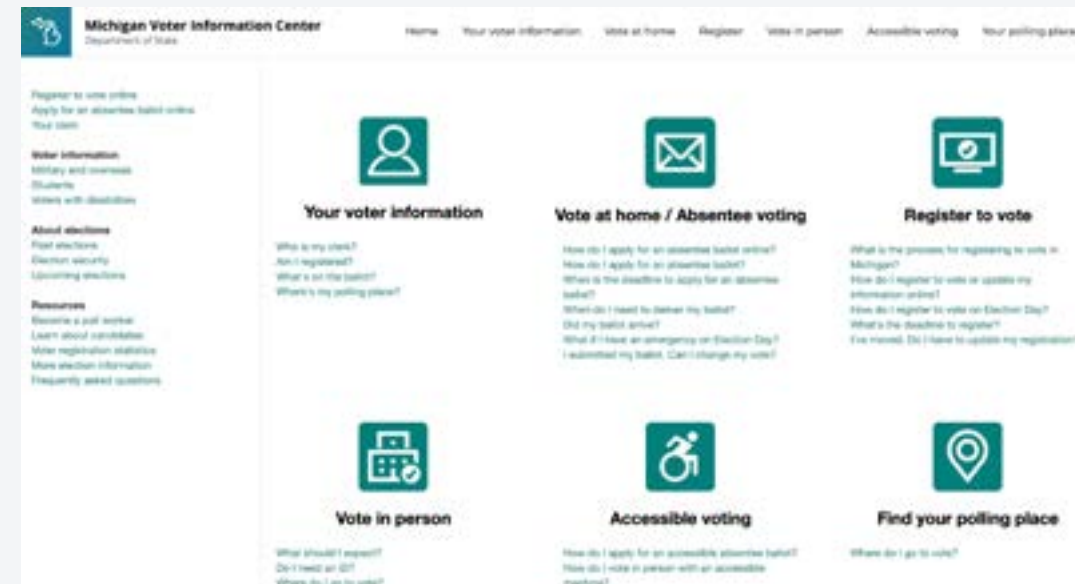 Michigan Voter Information Center
Department of State
Home Your voter information Vote at home Register Vote in person Accessible voting Your polling place
Register to vote online
Apply for an absentee ballot online
Your clerk
Voter information
Military and overseas
Students
Voters with disabilities
About elections
Past elections
Election security
Upcoming elections
Resources
Become a poll worker
Learn about candidates
Voter registration statistics
More election information
Frequently asked questions
Your voter information
Who is my clerk?
Am I registered?
What's on the ballot?
Where's my polling place?
Vote at home / Absentee voting
How do I apply for an absentee ballot online?
How do I apply for an absentee ballot?
When is the deadline to apply for an absentee
ballot?
When do I need to deliver my ballot?
Did my ballot arrive?
What if I have an emergency on Election Day?
I submitted my ballot. Can I change my vote?
Register to vote
What is the process for registering to vote in
Michigan?
How do I register to vote or update my
information online?
How do I register to vote on Election Day?
What's the deadline to register?
I've moved. Do I have to update my registration?
Vote in person
What should I expect?
Do I need an ID?
Where do I go to vote?
Accessible voting
How do I apply for an accessible absentee ballot?
How do I vote in person with an accessible
machine?
Find your polling place
Where do I go to vote?